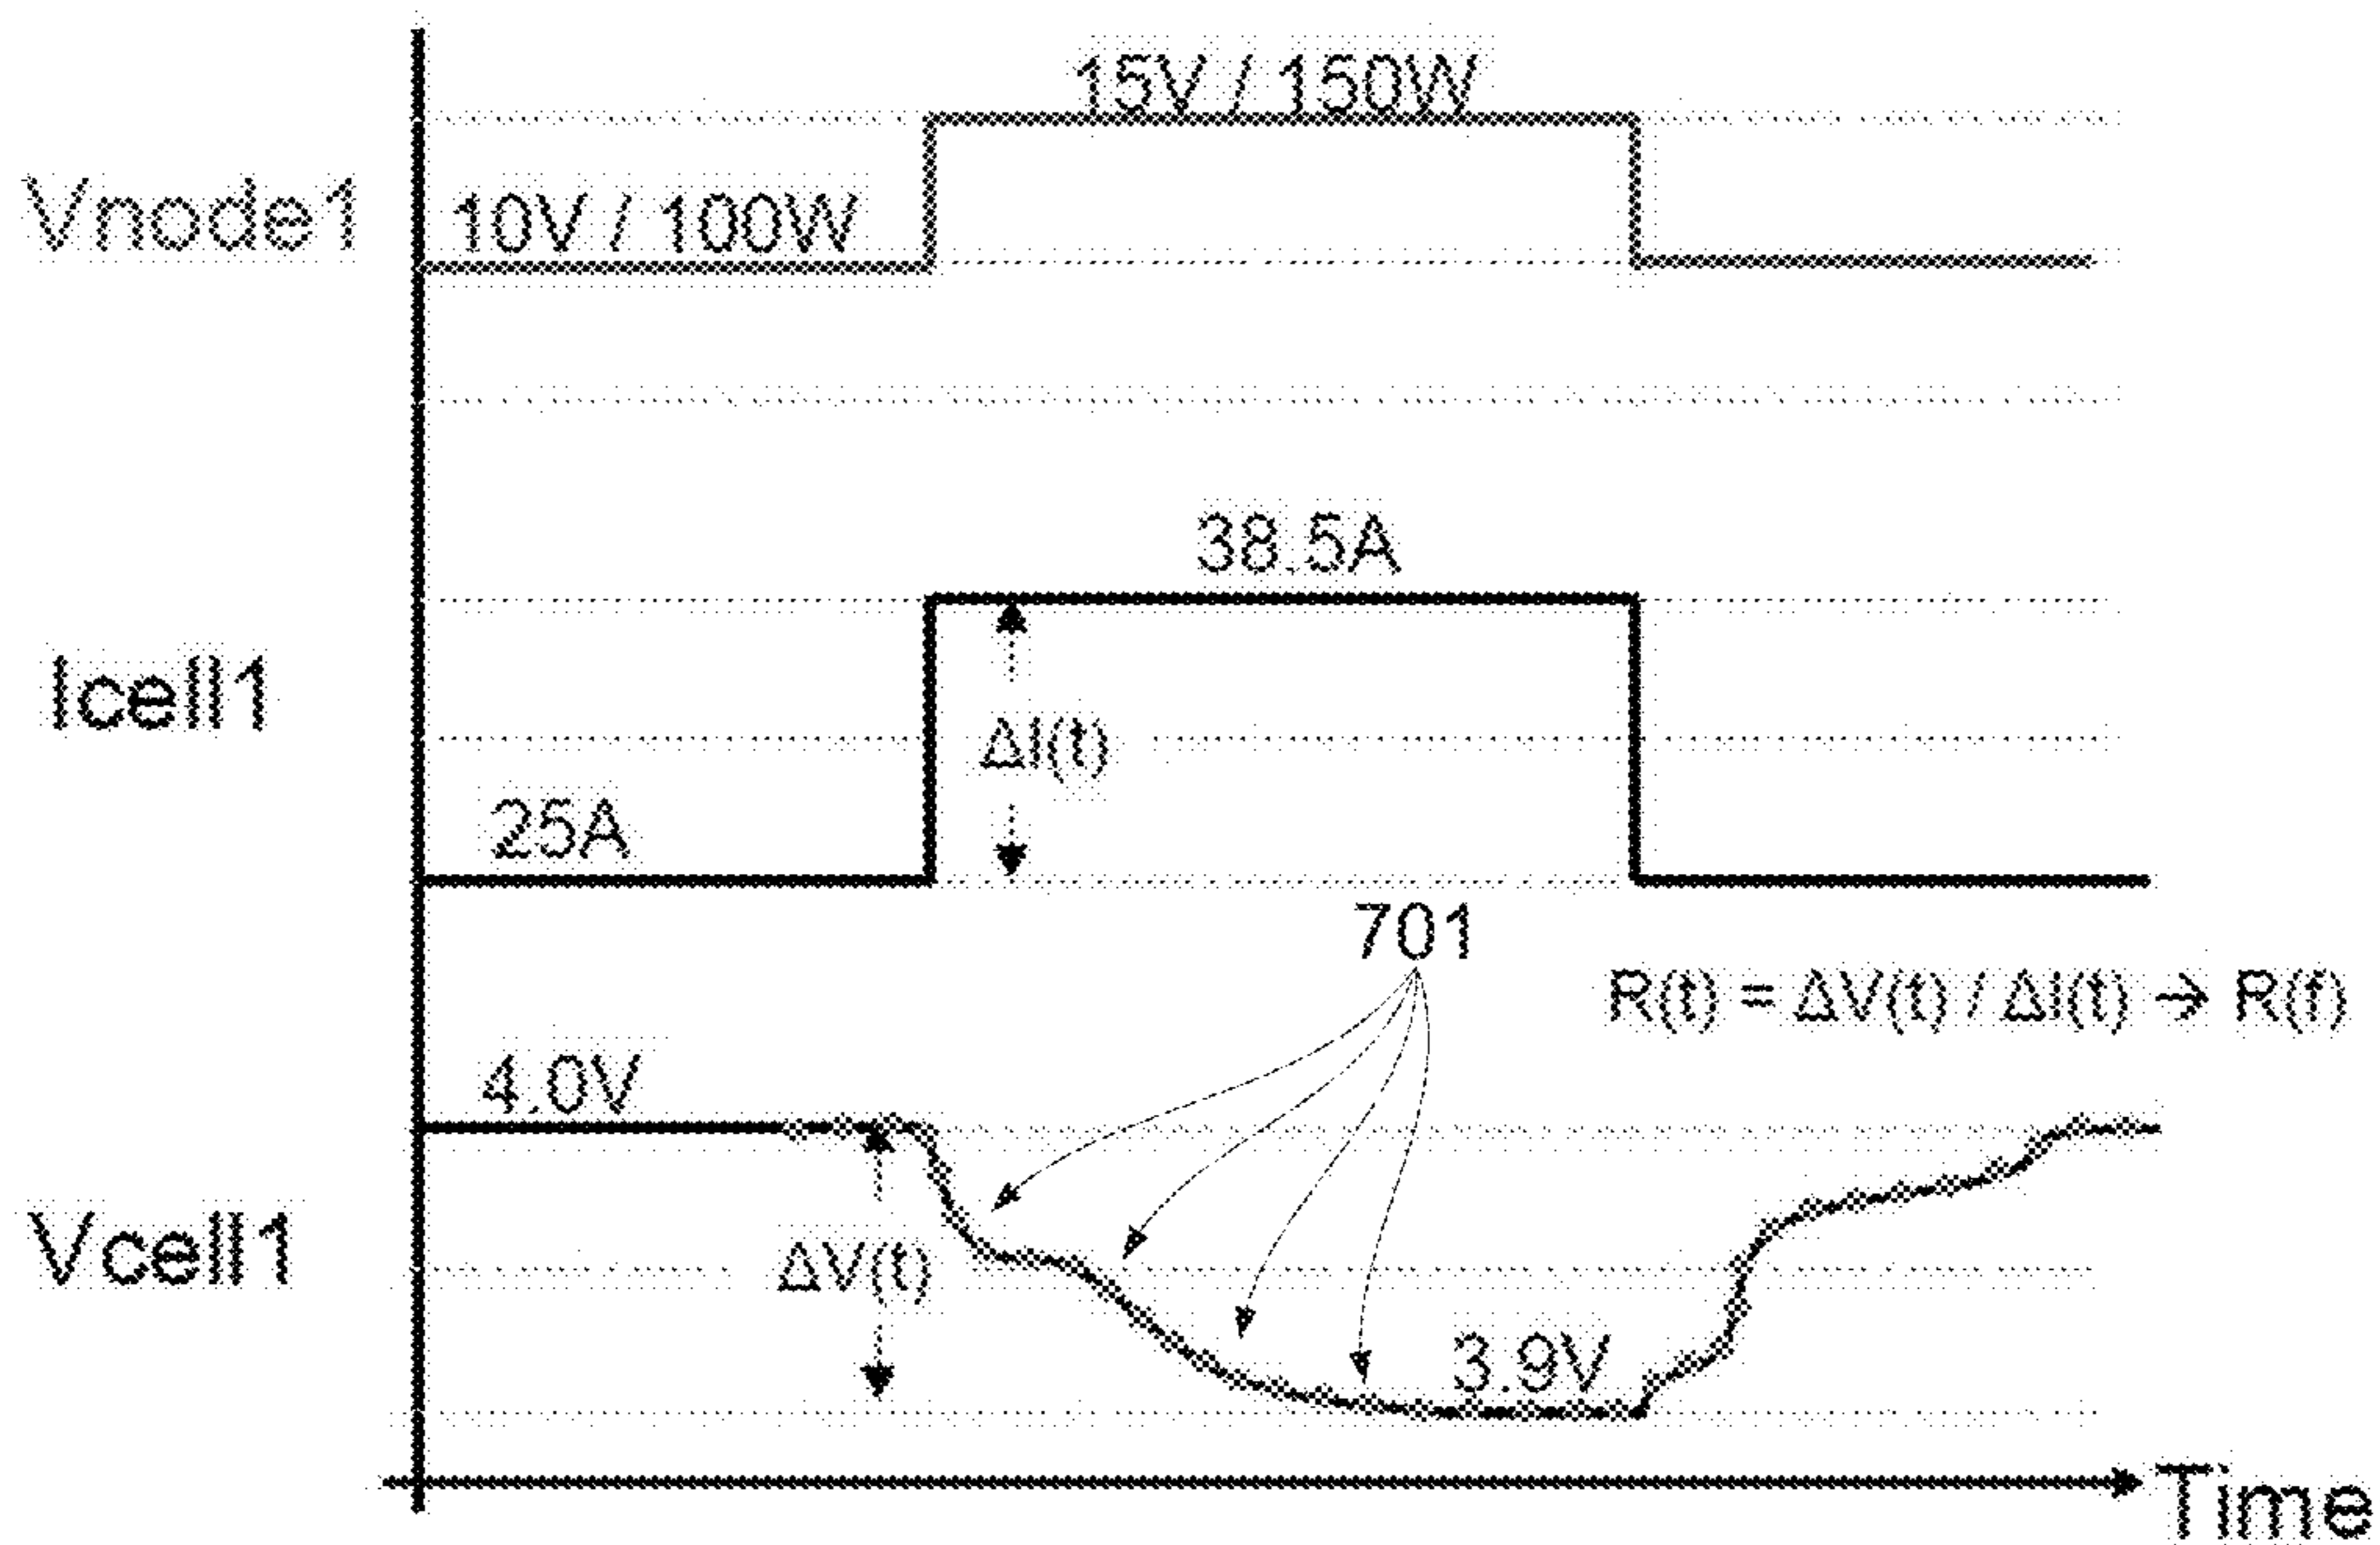 15V / 150W
Vnode1
10V / 100W
38.5A
Icell1
ΔI(t)
25A
701
R(t) = ΔV(t) / ΔI(t) → R(f)
4.0V
Vcell1
ΔV(t)
3.9V
Time